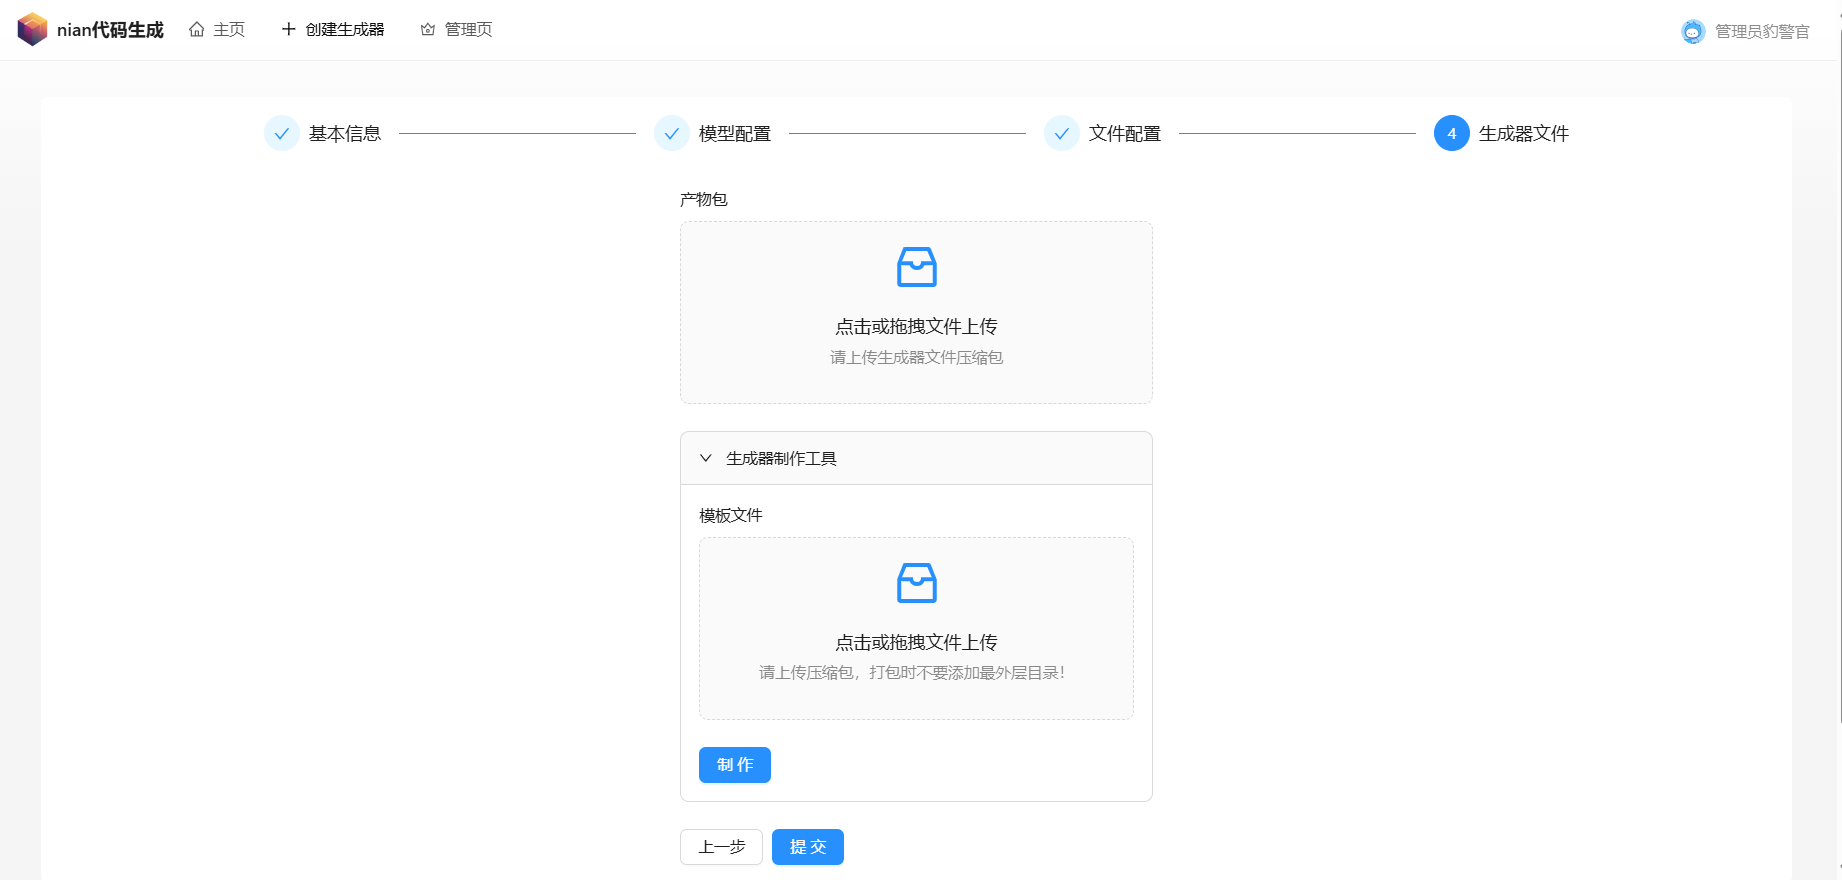 nian代码生成 主页 创建生成器 管理页 管理员豹警官
基本信息 模型配置 文件配置 4 生成器文件
产物包
点击或拖拽文件上传
请上传生成器文件压缩包
生成器制作工具
模板文件
点击或拖拽文件上传
请上传压缩包，打包时不要添加最外层目录！
制 作
上一步 提 交